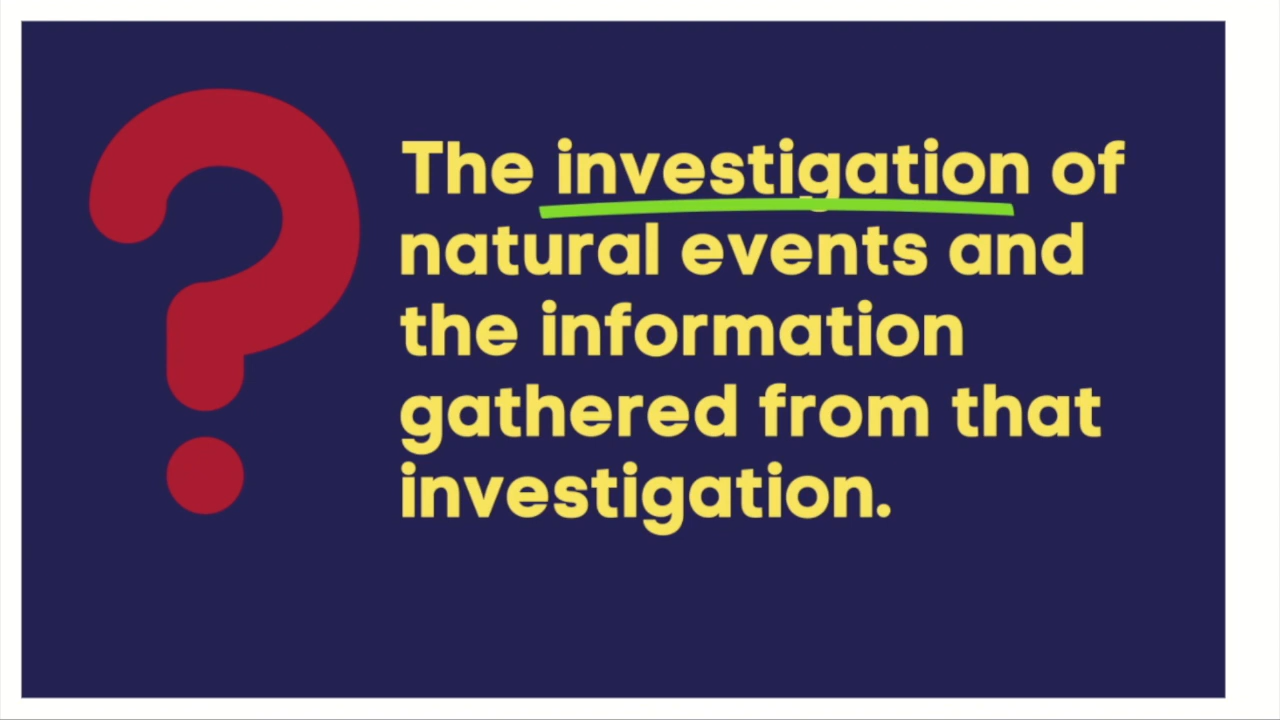 The investigation of
natural events and
the information
gathered from that
investigation.